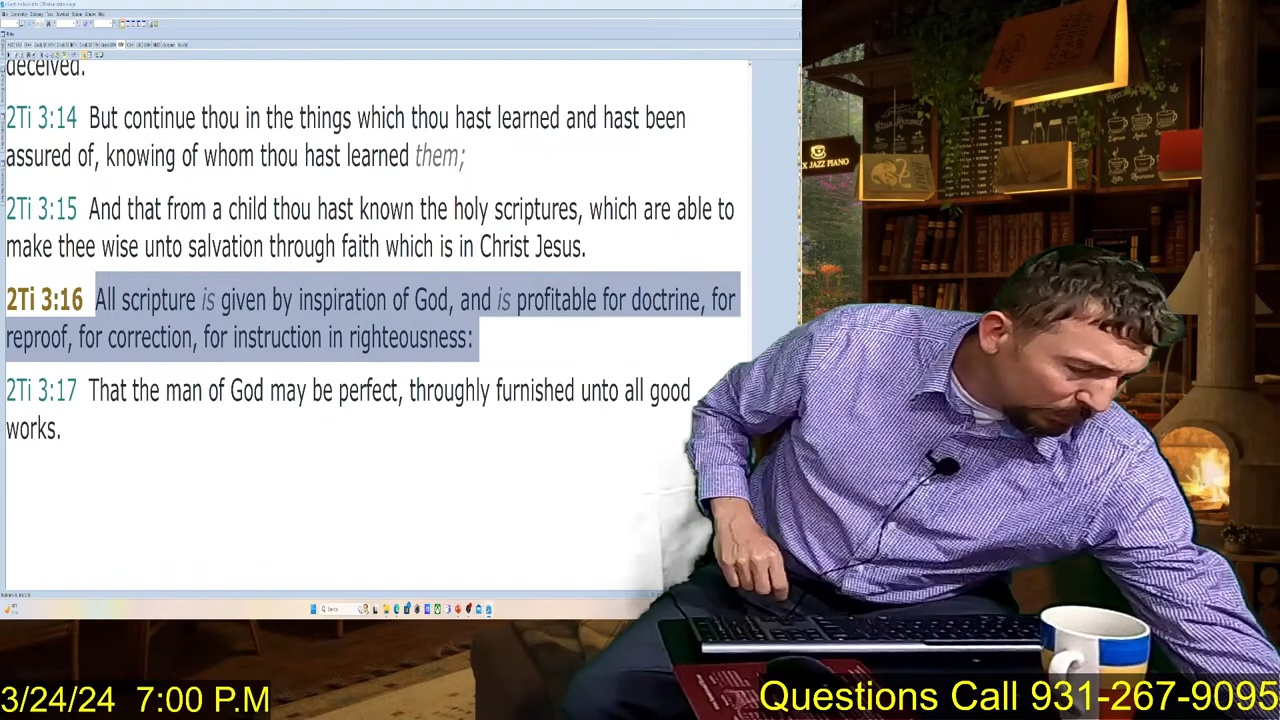 deceived.
2Ti 3:14 But continue thou in the things which thou hast learned and hast been
assured of, knowing of whom thou hast learned them;
2Ti 3:15 And that from a child thou hast known the holy scriptures, which are able to
make thee wise unto salvation through faith which is in Christ Jesus.
2Ti 3:16 All scripture is given by inspiration of God, and is profitable for doctrine, for
reproof, for correction, for instruction in righteousness:
2Ti 3:17 That the man of God may be perfect, throughly furnished unto all good
works.
X JAZZ PIANO
3/24/24 7:00 P.M
Questions Call 931-267-9095